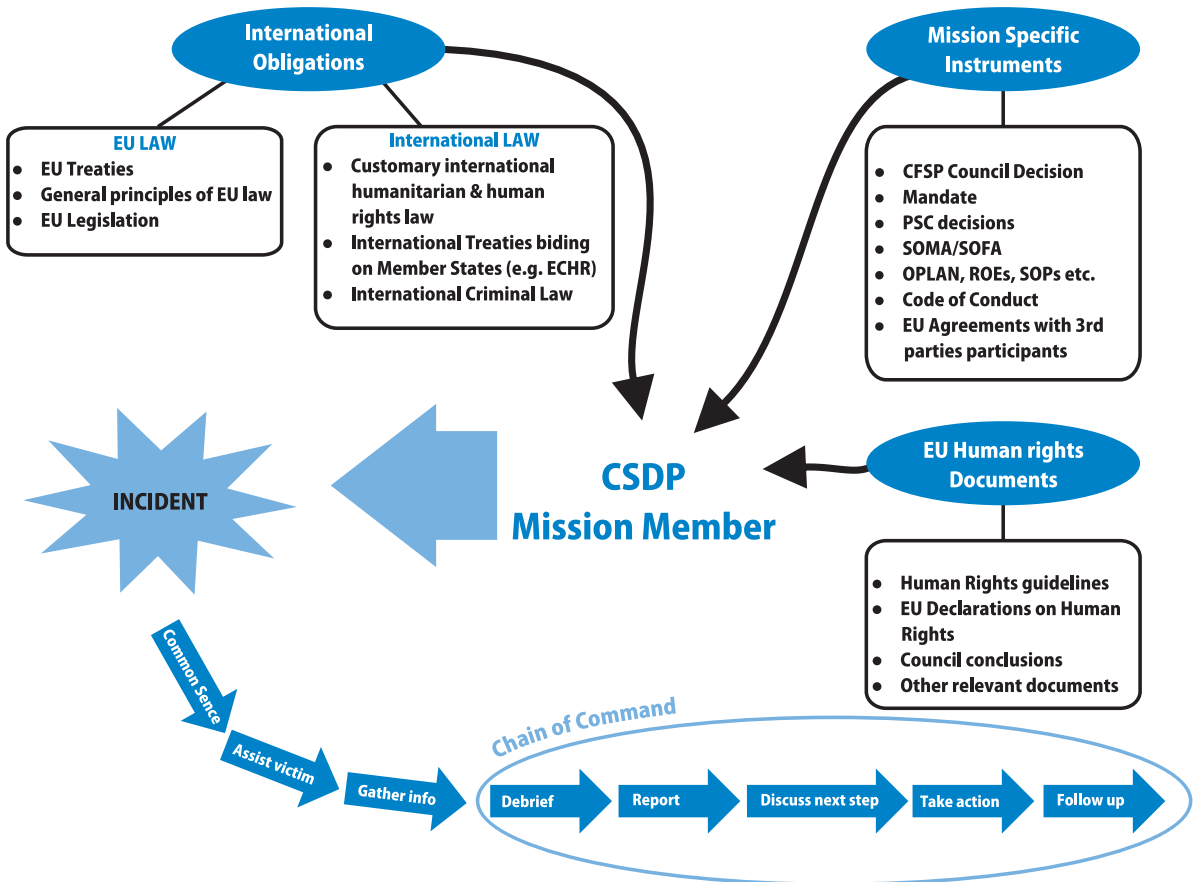 International
Obligations
Mission Specific
Instruments
EU LAW
● EU Treaties
● General principles of EU law
● EU Legislation
International LAW
● Customary international
humanitarian & human
rights law
● International Treaties biding
on Member States (e.g. ECHR)
● International Criminal Law
● CFSP Council Decision
● Mandate
● PSC decisions
● SOMA/SOFA
● OPLAN, ROEs, SOPs etc.
● Code of Conduct
● EU Agreements with 3rd
parties participants
INCIDENT
CSDP
Mission Member
EU Human rights
Documents
● Human Rights guidelines
● EU Declarations on Human
Rights
● Council conclusions
● Other relevant documents
Common Sence
Assist victim
Gather info
Chain of Command
Debrief
Report
Discuss next step
Take action
Follow up